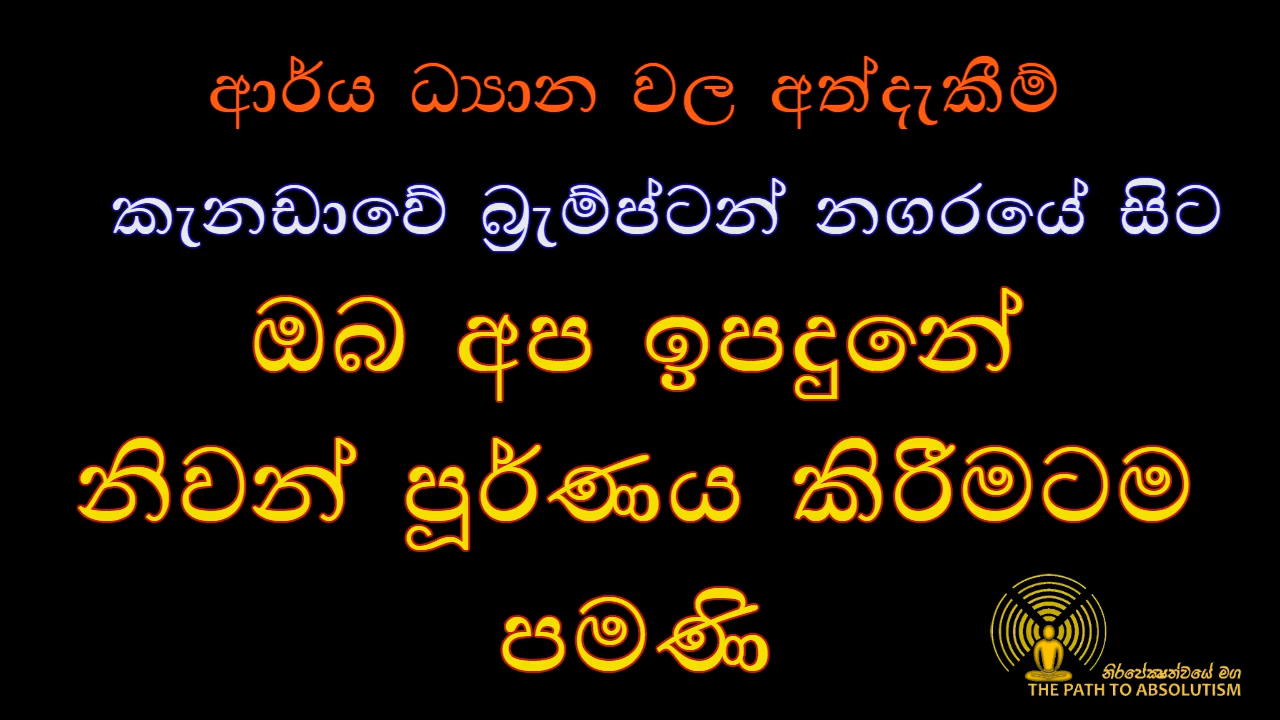 ආර්ය ධ්‍යාන වල අත්දැකීම්
කැනඩාවේ බ්‍රැම්ප්ටන් නගරයේ සිට
ඔබ අප ඉපදුනේ
නිවන් පූර්ණය කිරීමටම
පමණි
නිරපේක්‍ෂත්වයේ මග
THE PATH TO ABSOLUTISM